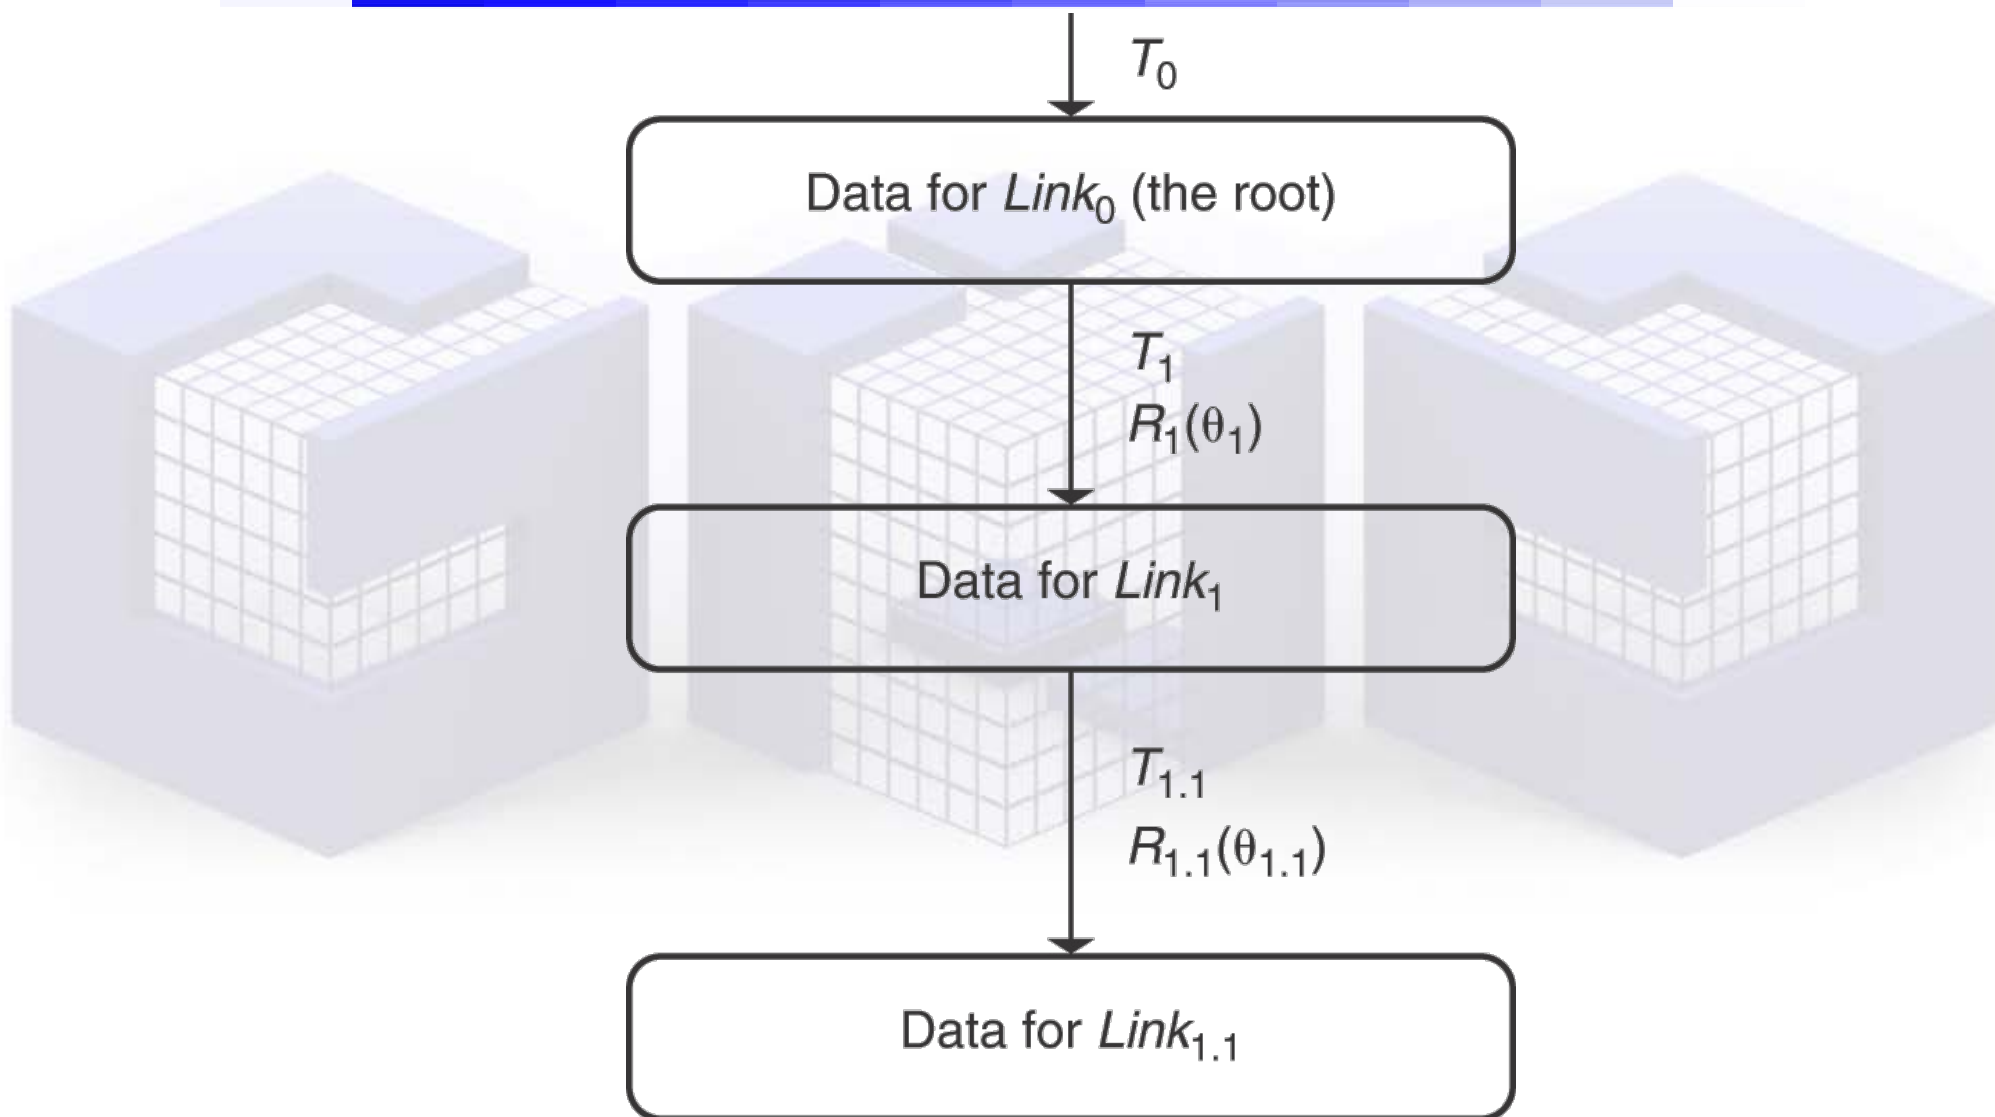 T₀
Data for Link₀ (the root)
T₁
R₁(θ₁)
Data for Link₁
T₁.₁
R₁.₁(θ₁.₁)
Data for Link₁.₁